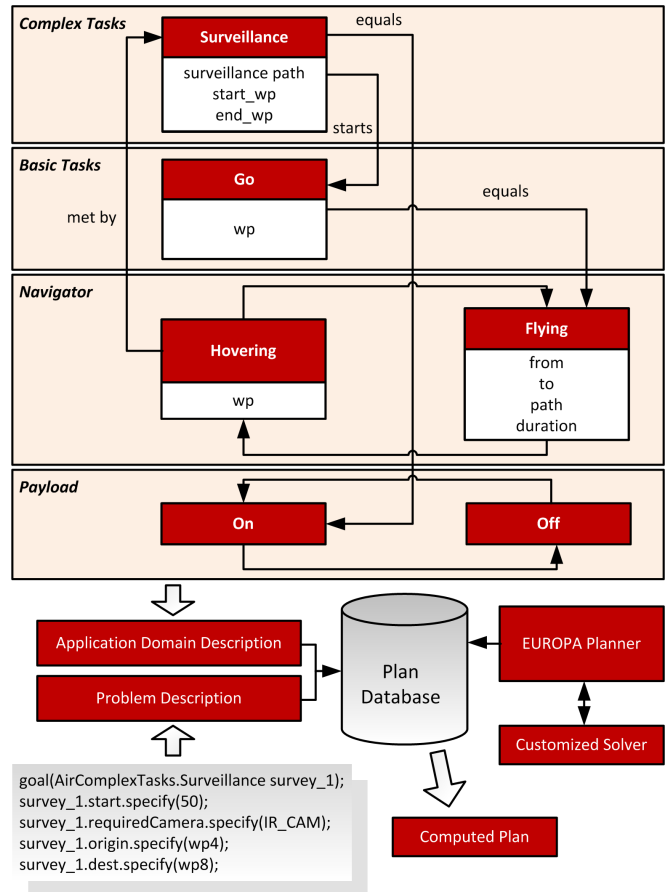 Complex Tasks
equals
Surveillance
surveillance path
start_wp
end_wp
starts
Basic Tasks
Go
equals
met by
wp
Navigator
Flying
Hovering
from
to
path
duration
wp
Payload
On
Off
Application Domain Description
EUROPA Planner
Plan
Database
Problem Description
Customized Solver
goal(AirComplexTasks.Surveillance survey_1);
survey_1.start.specify(50);
survey_1.requiredCamera.specify(IR_CAM);
survey_1.origin.specify(wp4);
survey_1.dest.specify(wp8);
Computed Plan